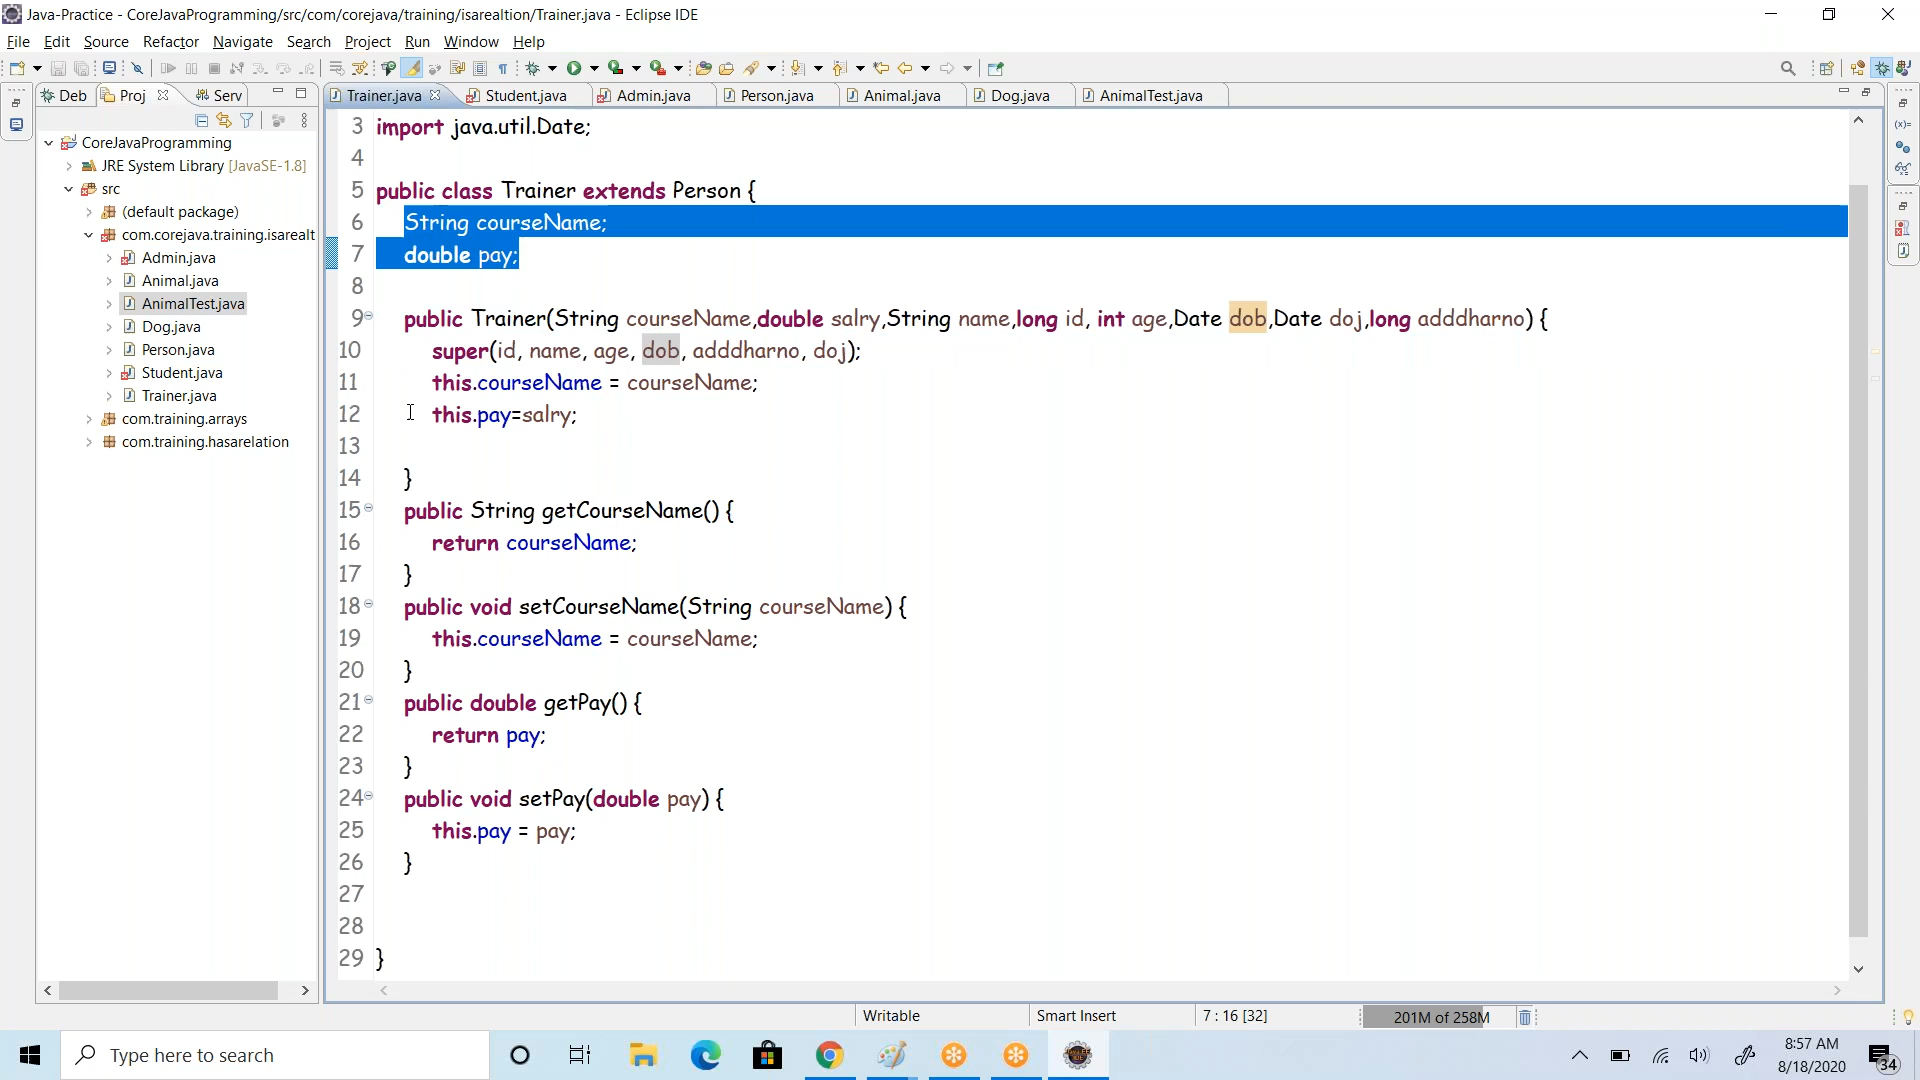 Java-Practice - CoreJavaProgramming/src/com/corejava/training/isarealtion/Trainer.java - Eclipse IDE
File Edit Source Refactor Navigate Search Project Run Window Help
Deb Proj Serv
Trainer.java Student.java Admin.java Person.java Animal.java Dog.java AnimalTest.java
CoreJavaProgramming
JRE System Library [JavaSE-1.8]
src
(default package)
com.corejava.training.isarealt
Admin.java
Animal.java
AnimalTest.java
Dog.java
Person.java
Student.java
Trainer.java
com.training.arrays
com.training.hasarelation
3 import java.util.Date;
4
5 public class Trainer extends Person {
6 String courseName;
7 double pay;
8
9 public Trainer(String courseName,double salry,String name,long id, int age,Date dob,Date doj,long adddharno) {
10 super(id, name, age, dob, adddharno, doj);
11 this.courseName = courseName;
12 this.pay=salry;
13
14 }
15 public String getCourseName() {
16 return courseName;
17 }
18 public void setCourseName(String courseName) {
19 this.courseName = courseName;
20 }
21 public double getPay() {
22 return pay;
23 }
24 public void setPay(double pay) {
25 this.pay = pay;
26 }
27
28
29 }
Writable Smart Insert 7 : 16 [32] 201M of 258M
Type here to search
8:57 AM
8/18/2020
34